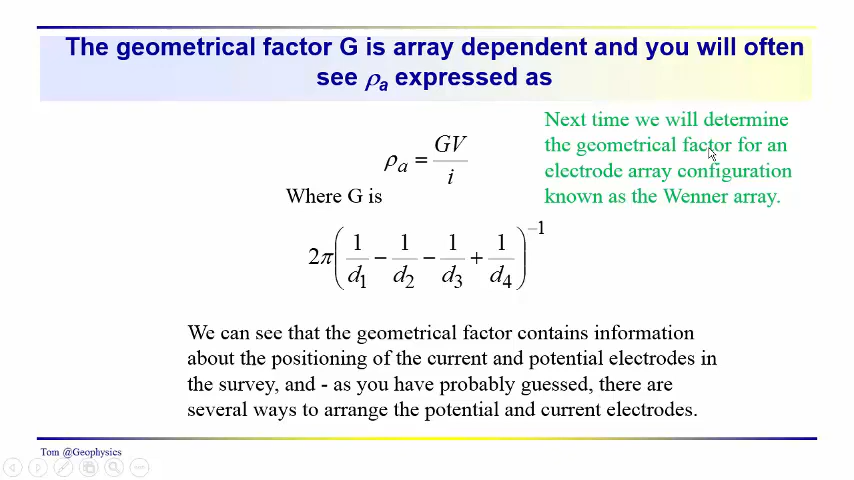 The geometrical factor G is array dependent and you will often
see ρa expressed as
Next time we will determine
the geometrical factor for an
electrode array configuration
known as the Wenner array.
ρa = GV / i
Where G is
2π(1/d1 − 1/d2 − 1/d3 + 1/d4)^−1
We can see that the geometrical factor contains information
about the positioning of the current and potential electrodes in
the survey, and - as you have probably guessed, there are
several ways to arrange the potential and current electrodes.
Tom @Geophysics